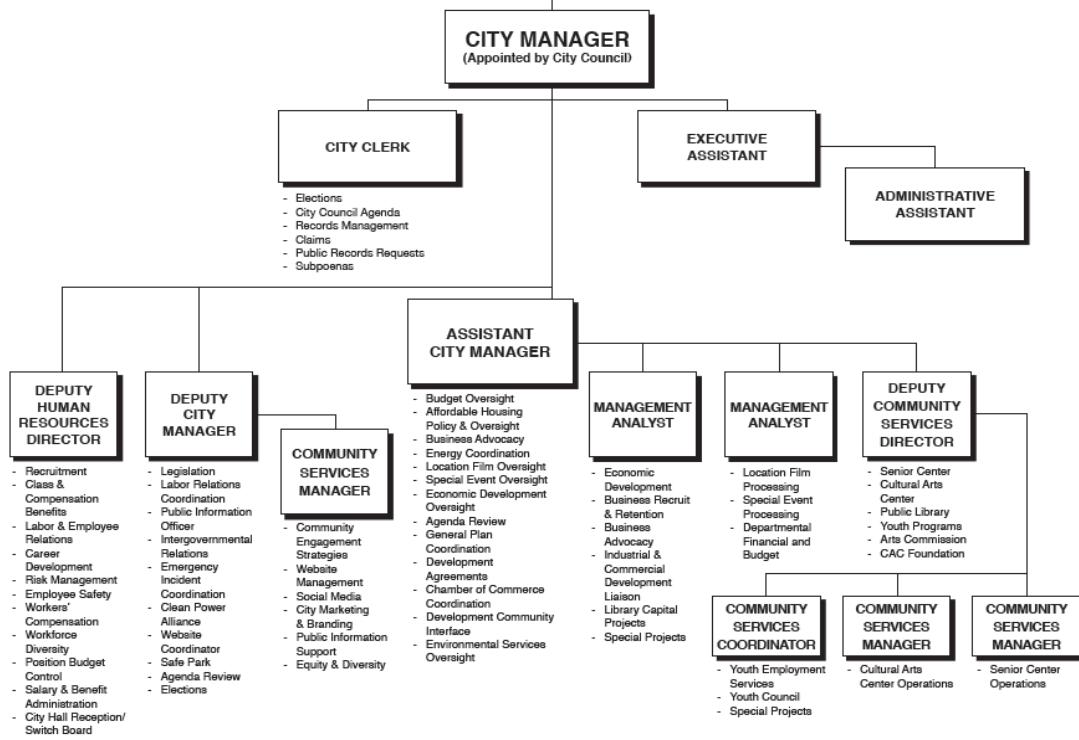 CITY MANAGER
(Appointed by City Council)
CITY CLERK
- Elections
- City Council Agenda
- Records Management
- Claims
- Public Records Requests
- Subpoenas
EXECUTIVE
ASSISTANT
ADMINISTRATIVE
ASSISTANT
DEPUTY
HUMAN
RESOURCES
DIRECTOR
- Recruitment
- Class &
Compensation
Benefits
- Labor & Employee
Relations
- Career
Development
- Risk Management
- Employee Safety
- Workers'
Compensation
- Workforce
Diversity
- Position Budget
Control
- Salary & Benefit
Administration
- City Hall Reception/
Switch Board
DEPUTY
CITY
MANAGER
- Legislation
- Labor Relations
Coordination
- Public Information
Officer
- Intergovernmental
Relations
- Emergency
Incident
Coordination
- Clean Power
Alliance
- Website
Coordinator
- Safe Park
- Agenda Review
- Elections
COMMUNITY
SERVICES
MANAGER
- Community
Engagement
Strategies
- Website
Management
- Social Media
- City Marketing
& Branding
- Public Information
Support
- Equity & Diversity
ASSISTANT
CITY MANAGER
- Budget Oversight
- Affordable Housing
Policy & Oversight
- Business Advocacy
- Energy Coordination
- Location Film Oversight
- Special Event Oversight
- Economic Development
Oversight
- Agenda Review
- General Plan
Coordination
- Development
Agreements
- Chamber of Commerce
Coordination
- Development Community
Interface
- Environmental Services
Oversight
MANAGEMENT
ANALYST
- Economic
Development
- Business Recruit
& Retention
- Business
Advocacy
- Industrial &
Commercial
Development
Liaison
- Library Capital
Projects
- Special Projects
MANAGEMENT
ANALYST
- Location Film
Processing
- Special Event
Processing
- Departmental
Financial and
Budget
DEPUTY
COMMUNITY
SERVICES
DIRECTOR
- Senior Center
- Cultural Arts
Center
- Public Library
- Youth Programs
- Arts Commission
- CAC Foundation
COMMUNITY
SERVICES
COORDINATOR
- Youth Employment
Services
- Youth Council
- Special Projects
COMMUNITY
SERVICES
MANAGER
- Cultural Arts
Center Operations
COMMUNITY
SERVICES
MANAGER
- Senior Center
Operations